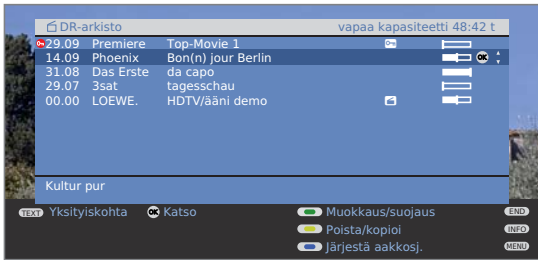 DR-arkisto vapaa kapasiteetti 48:42 t
29.09 Premiere Top-Movie 1
14.09 Phoenix Bon(n) jour Berlin OK
31.08 Das Erste da capo
29.07 3sat tagesschau
00.00 LOEWE. HDTV/ääni demo
Kultur pur
TEXT Yksityiskohta OK Katso Muokkaus/suojaus END
Poista/kopioi INFO
Järjestä aakkosj. MENU